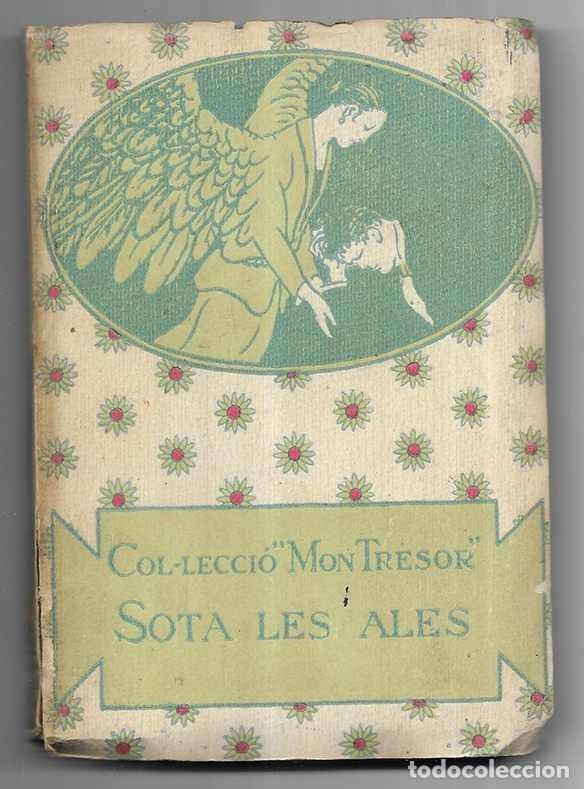 COL·LECCIÓ "MON TRESOR"
SOTA LES ALES
todocoleccion